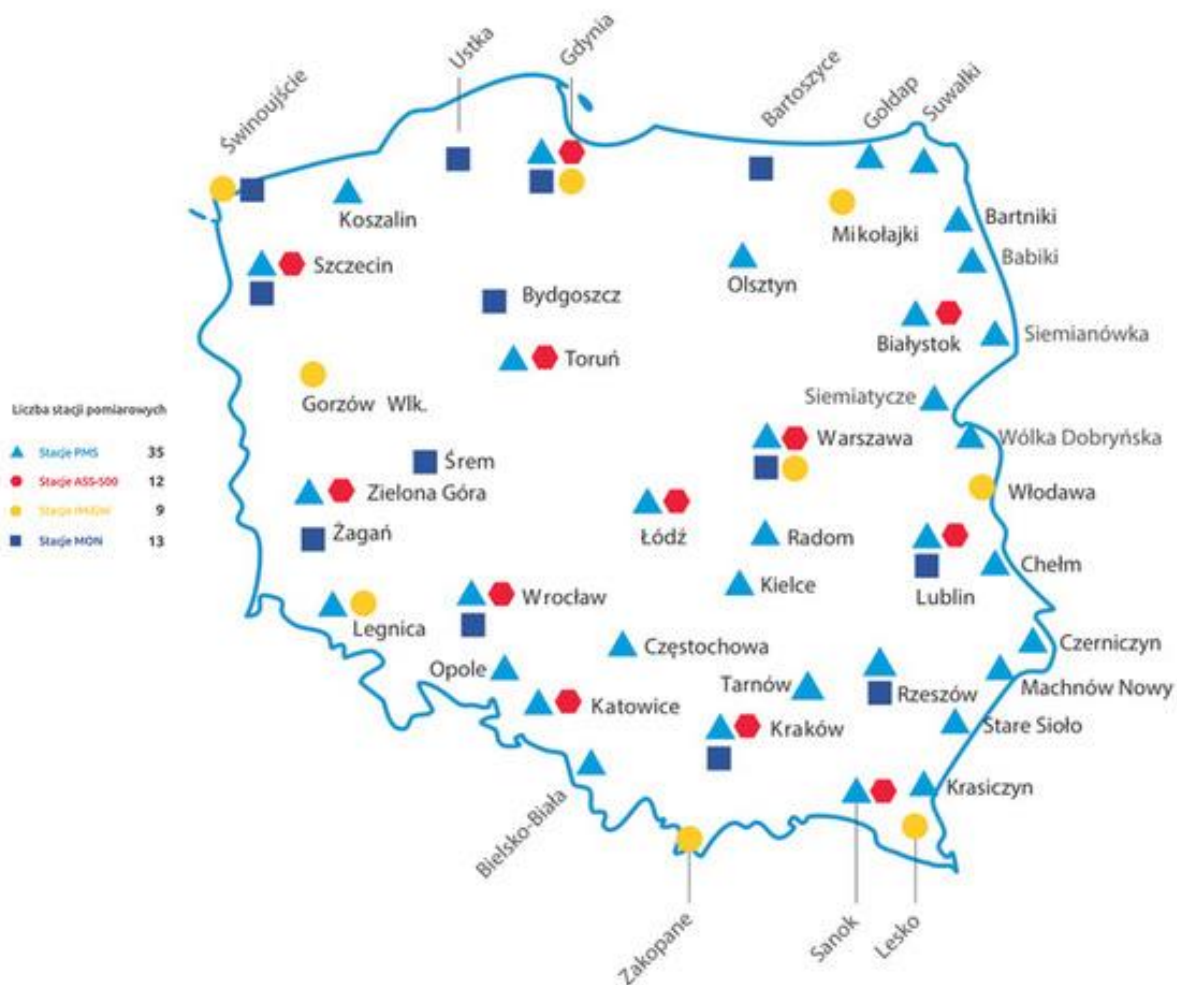 Ustka
Gdynia
Świnoujście
Bartoszyce
Gołdap
Suwałki
Koszalin
Mikołajki
Bartniki
Babiki
Szczecin
Olsztyn
Bydgoszcz
Białystok
Siemianówka
Toruń
Gorzów Wlk.
Siemiatycze
Liczba stacji pomiarowych
Stacje PMS 35
Stacje ASS-500 12
Stacje IMiGW 9
Stacje MON 13
Warszawa
Wólka Dobryńska
Śrem
Zielona Góra
Włodawa
Żagań
Łódź
Radom
Chełm
Kielce
Lublin
Legnica
Wrocław
Częstochowa
Czerniczyn
Opole
Tarnów
Rzeszów
Machnów Nowy
Katowice
Kraków
Stare Sioło
Krasiczyn
Bielsko-Biała
Zakopane
Sanok
Lesko